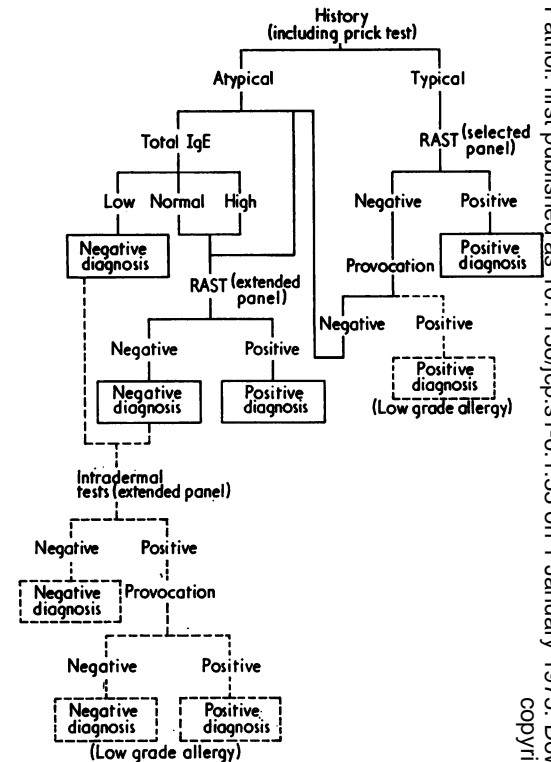 History
(including prick test)
Atypical
Typical
Total IgE
RAST (selected
panel)
Low Normal High
Negative
Positive
Negative
diagnosis
Provocation
Positive
diagnosis
RAST (extended
panel)
Negative
Positive
Negative
Positive
Positive
diagnosis
(Low grade allergy)
Negative
diagnosis
Positive
diagnosis
Intradermal
tests (extended panel)
Negative
Positive
Negative
diagnosis
Provocation
Negative
Positive
Negative
diagnosis
Positive
diagnosis
(Low grade allergy)